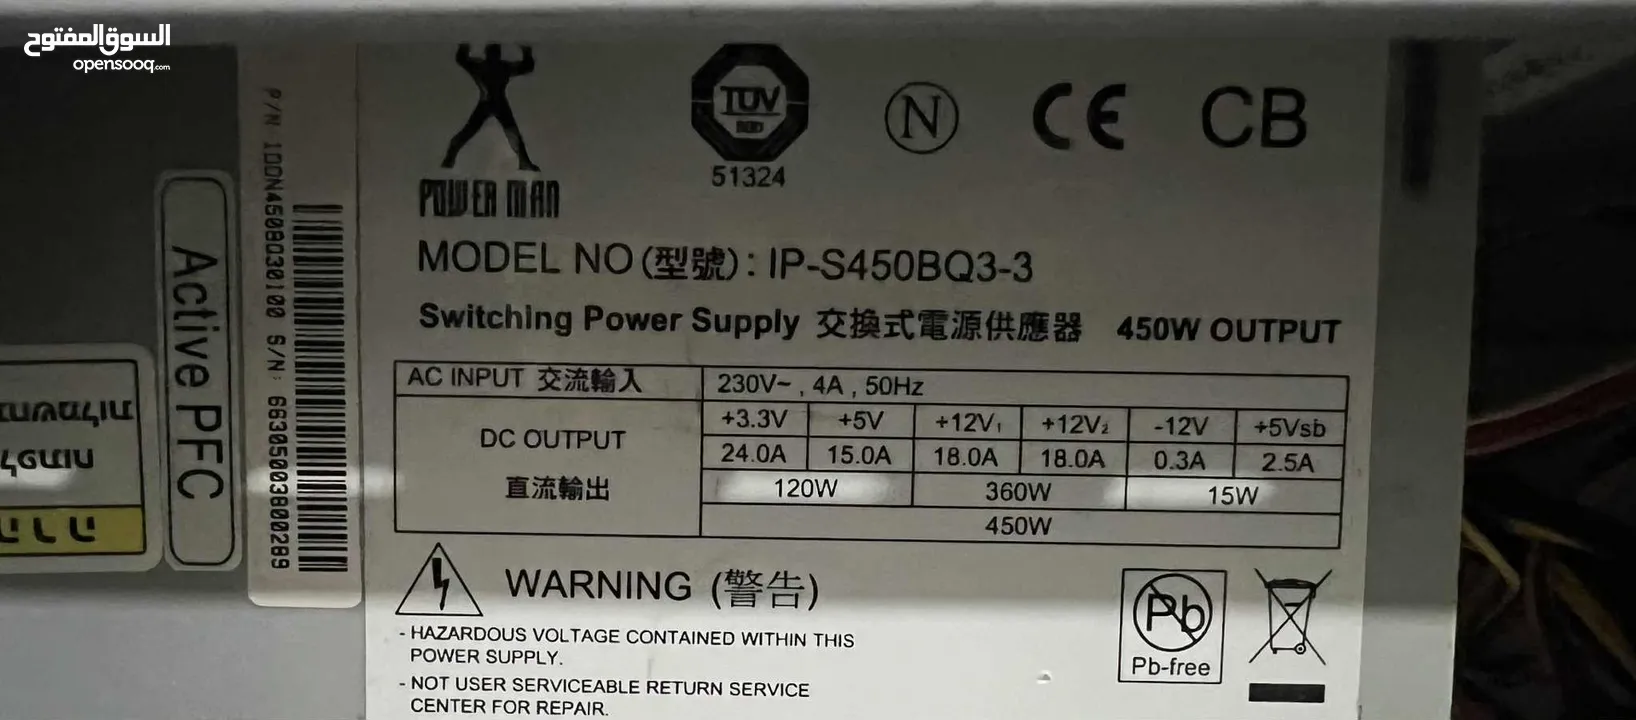 السوق المفتوح
opensooq.com
TÜV
51324
N
CE
CB
POWER MAN
MODEL NO (型號) : IP-S450BQ3-3
Switching Power Supply 交換式電源供應器 450W OUTPUT
AC INPUT 交流輸入 230V~ , 4A , 50Hz
DC OUTPUT
直流輸出
+3.3V +5V +12V₁ +12V₂ -12V +5Vsb
24.0A 15.0A 18.0A 18.0A 0.3A 2.5A
120W 360W 15W
450W
WARNING (警告)
- HAZARDOUS VOLTAGE CONTAINED WITHIN THIS
POWER SUPPLY.
- NOT USER SERVICEABLE RETURN SERVICE
CENTER FOR REPAIR.
Pb
Pb-free
Active PFC
P/N 1DDN450BQ30100 S/N: 66305003800289